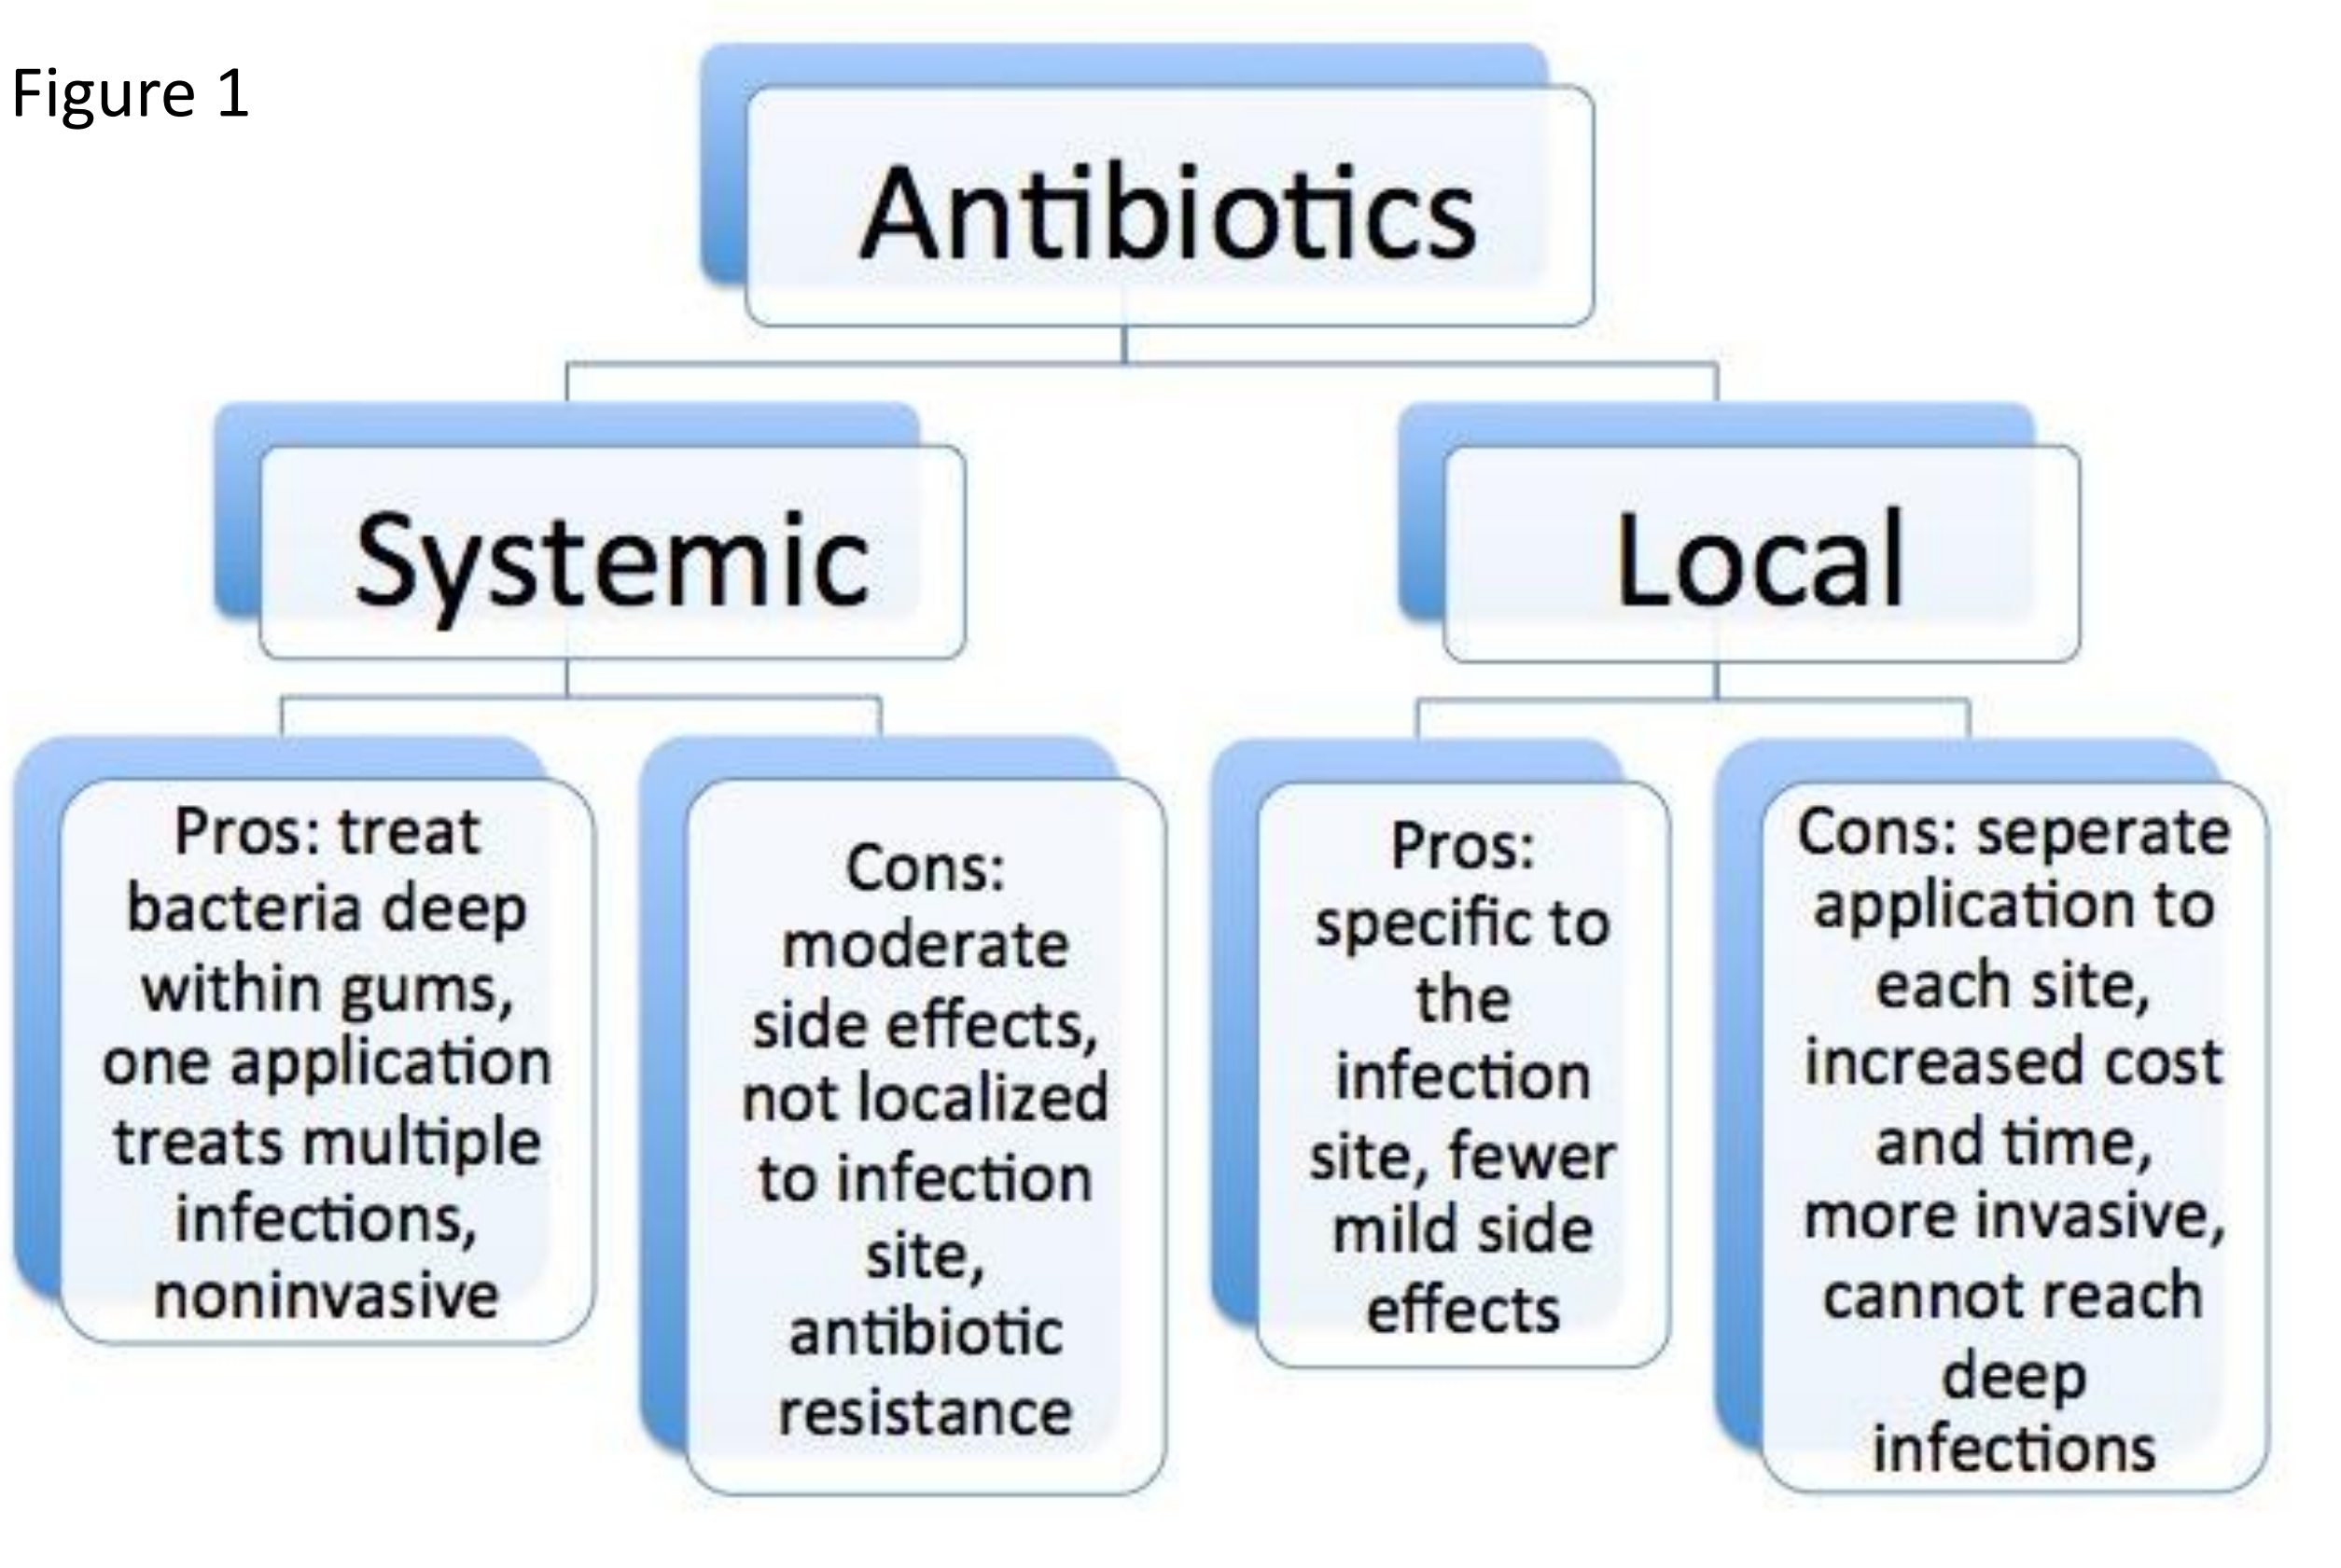 Figure 1
Antibiotics
Systemic
Local
Pros: treat
bacteria deep
within gums,
one application
treats multiple
infections,
noninvasive
Cons:
moderate
side effects,
not localized
to infection
site,
antibiotic
resistance
Pros:
specific to
the
infection
site, fewer
mild side
effects
Cons: seperate
application to
each site,
increased cost
and time,
more invasive,
cannot reach
deep
infections